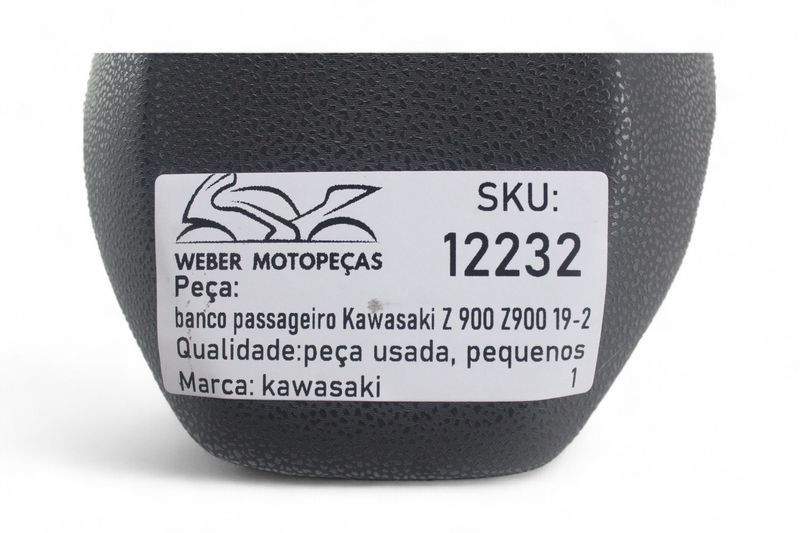 SKU:
12232
WEBER MOTOPEÇAS
Peça:
banco passageiro Kawasaki Z 900 Z900 19-2
Qualidade:peça usada, pequenos
Marca: kawasaki 1